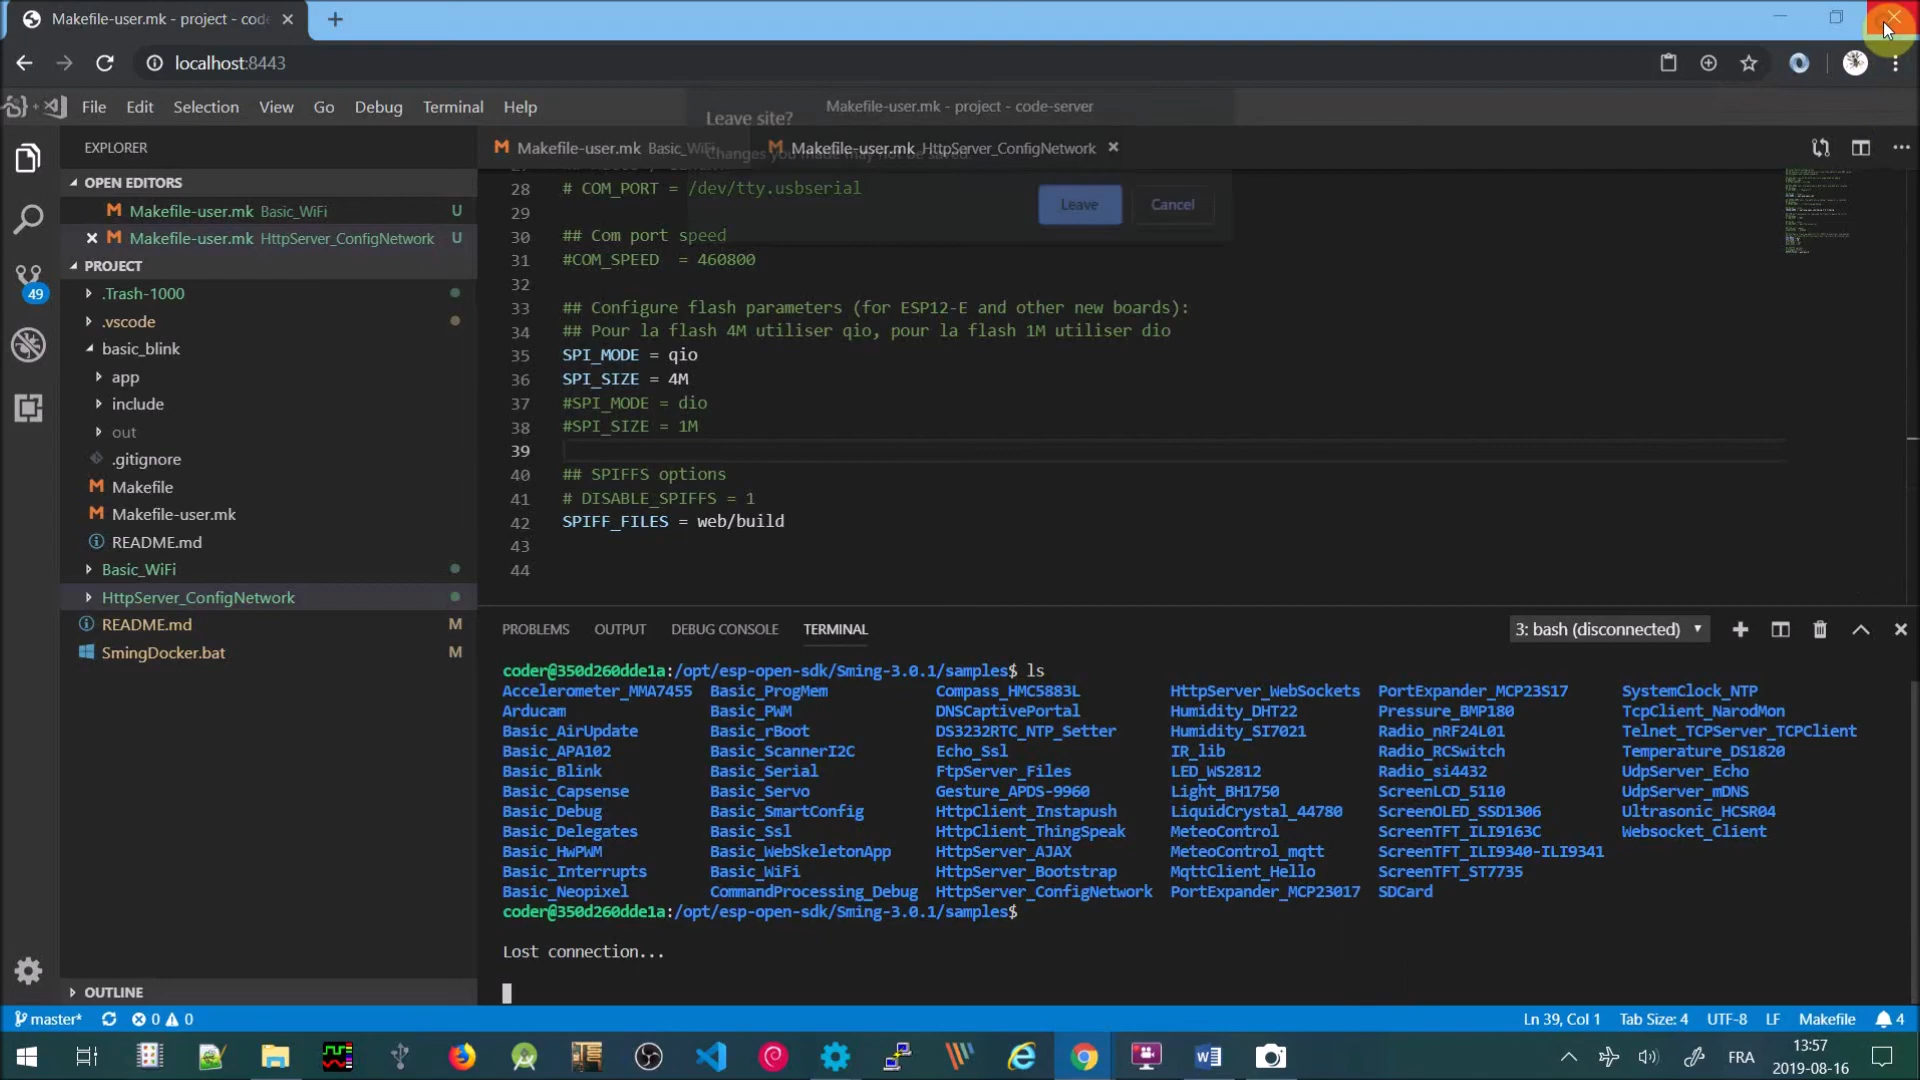 Makefile-user.mk - project - code
localhost:8443
File Edit Selection View Go Debug Terminal Help
Makefile-user.mk - project - code-server
Leave site?
Changes you made may not be saved.
Leave Cancel
EXPLORER
OPEN EDITORS
Makefile-user.mk Basic_WiFi U
Makefile-user.mk HttpServer_ConfigNetwork U
PROJECT
.Trash-1000
.vscode
basic_blink
app
include
out
.gitignore
Makefile
Makefile-user.mk
README.md
Basic_WiFi
HttpServer_ConfigNetwork
README.md M
SmingDocker.bat M
OUTLINE
49
Makefile-user.mk Basic_WiFi
Makefile-user.mk HttpServer_ConfigNetwork
28 # COM_PORT = /dev/tty.usbserial
29
30 ## Com port speed
31 #COM_SPEED = 460800
32
33 ## Configure flash parameters (for ESP12-E and other new boards):
34 ## Pour la flash 4M utiliser qio, pour la flash 1M utiliser dio
35 SPI_MODE = qio
36 SPI_SIZE = 4M
37 #SPI_MODE = dio
38 #SPI_SIZE = 1M
39
40 ## SPIFFS options
41 # DISABLE_SPIFFS = 1
42 SPIFF_FILES = web/build
43
44
PROBLEMS OUTPUT DEBUG CONSOLE TERMINAL
3: bash (disconnected)
coder@350d260dde1a:/opt/esp-open-sdk/Sming-3.0.1/samples$ ls
Accelerometer_MMA7455 Basic_ProgMem Compass_HMC5883L HttpServer_WebSockets PortExpander_MCP23S17 SystemClock_NTP
Arducam Basic_PWM DNSCaptivePortal Humidity_DHT22 Pressure_BMP180 TcpClient_NarodMon
Basic_AirUpdate Basic_rBoot DS3232RTC_NTP_Setter Humidity_SI7021 Radio_nRF24L01 Telnet_TCPServer_TCPClient
Basic_APA102 Basic_ScannerI2C Echo_Ssl IR_lib Radio_RCSwitch Temperature_DS1820
Basic_Blink Basic_Serial FtpServer_Files LED_WS2812 Radio_si4432 UdpServer_Echo
Basic_Capsense Basic_Servo Gesture_APDS-9960 Light_BH1750 ScreenLCD_5110 UdpServer_mDNS
Basic_Debug Basic_SmartConfig HttpClient_Instapush LiquidCrystal_44780 ScreenOLED_SSD1306 Ultrasonic_HCSR04
Basic_Delegates Basic_Ssl HttpClient_ThingSpeak MeteoControl ScreenTFT_ILI9163C Websocket_Client
Basic_HwPWM Basic_WebSkeletonApp HttpServer_AJAX MeteoControl_mqtt ScreenTFT_ILI9340-ILI9341
Basic_Interrupts Basic_WiFi HttpServer_Bootstrap MqttClient_Hello ScreenTFT_ST7735
Basic_Neopixel CommandProcessing_Debug HttpServer_ConfigNetwork PortExpander_MCP23017 SDCard
coder@350d260dde1a:/opt/esp-open-sdk/Sming-3.0.1/samples$
Lost connection...
master* 0 0 Ln 39, Col 1 Tab Size: 4 UTF-8 LF Makefile 4
FRA 13:57
2019-08-16